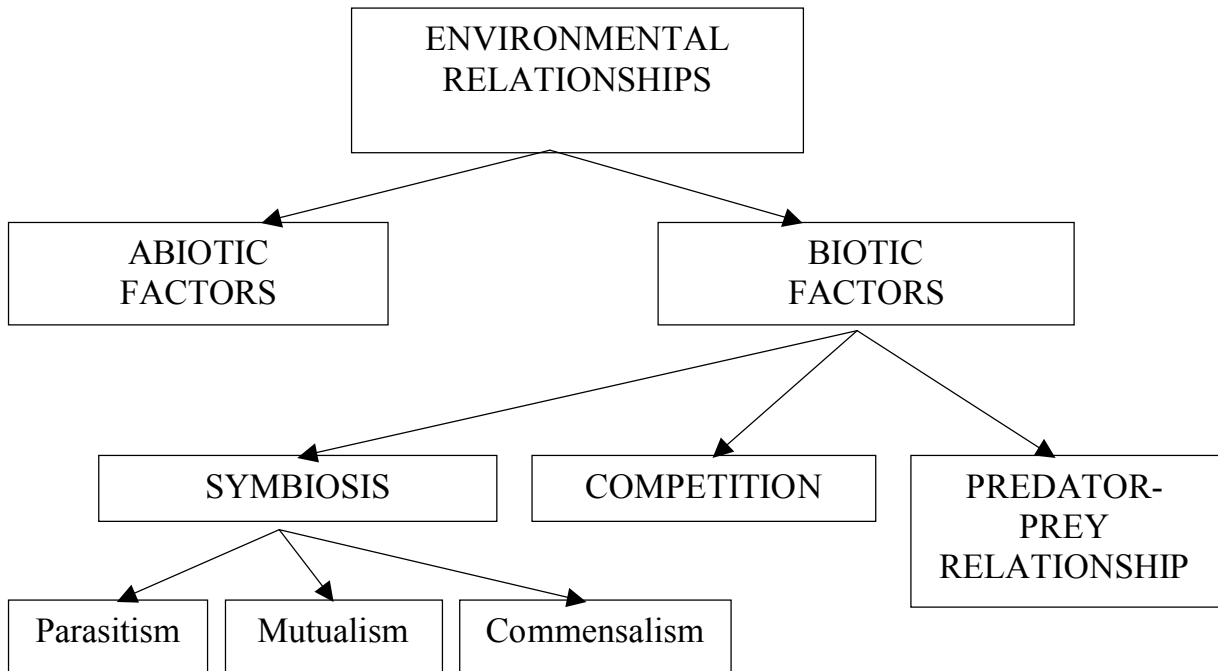 ENVIRONMENTAL
RELATIONSHIPS
ABIOTIC
FACTORS
BIOTIC
FACTORS
SYMBIOSIS
COMPETITION
PREDATOR-
PREY
RELATIONSHIP
Parasitism
Mutualism
Commensalism